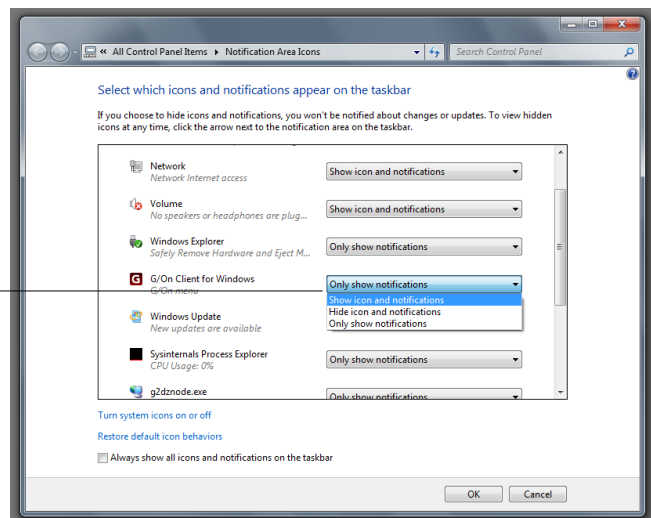 « All Control Panel Items ▸ Notification Area Icons
Search Control Panel
Select which icons and notifications appear on the taskbar
If you choose to hide icons and notifications, you won't be notified about changes or updates. To view hidden
icons at any time, click the arrow next to the notification area on the taskbar.
Network
Network Internet access
Show icon and notifications
Volume
No speakers or headphones are plug...
Show icon and notifications
Windows Explorer
Safely Remove Hardware and Eject M...
Only show notifications
G/On Client for Windows
G/On menu
Only show notifications
Show icon and notifications
Hide icon and notifications
Only show notifications
Windows Update
New updates are available
Sysinternals Process Explorer
CPU Usage: 0%
Only show notifications
g2dznode.exe
Only show notifications
Turn system icons on or off
Restore default icon behaviors
Always show all icons and notifications on the taskbar
OK
Cancel